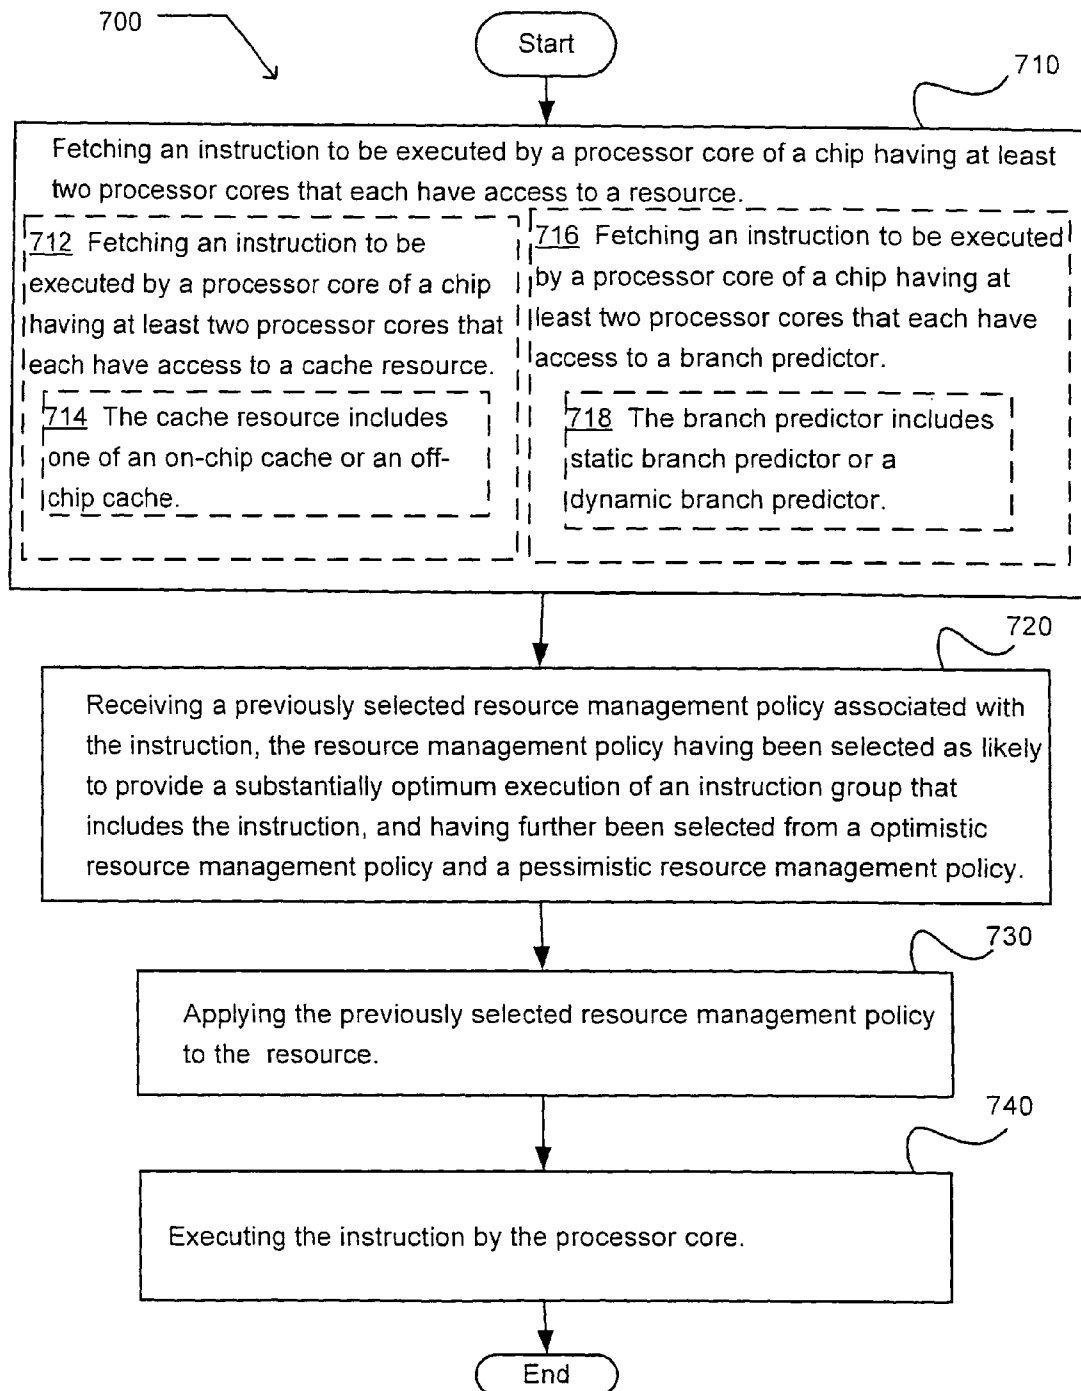 700
Start
710
Fetching an instruction to be executed by a processor core of a chip having at least
two processor cores that each have access to a resource.
712 Fetching an instruction to be
executed by a processor core of a chip
having at least two processor cores that
each have access to a cache resource.
714 The cache resource includes
one of an on-chip cache or an off-
chip cache.
716 Fetching an instruction to be executed
by a processor core of a chip having at
least two processor cores that each have
access to a branch predictor.
718 The branch predictor includes
static branch predictor or a
dynamic branch predictor.
720
Receiving a previously selected resource management policy associated with
the instruction, the resource management policy having been selected as likely
to provide a substantially optimum execution of an instruction group that
includes the instruction, and having further been selected from a optimistic
resource management policy and a pessimistic resource management policy.
730
Applying the previously selected resource management policy
to the resource.
740
Executing the instruction by the processor core.
End